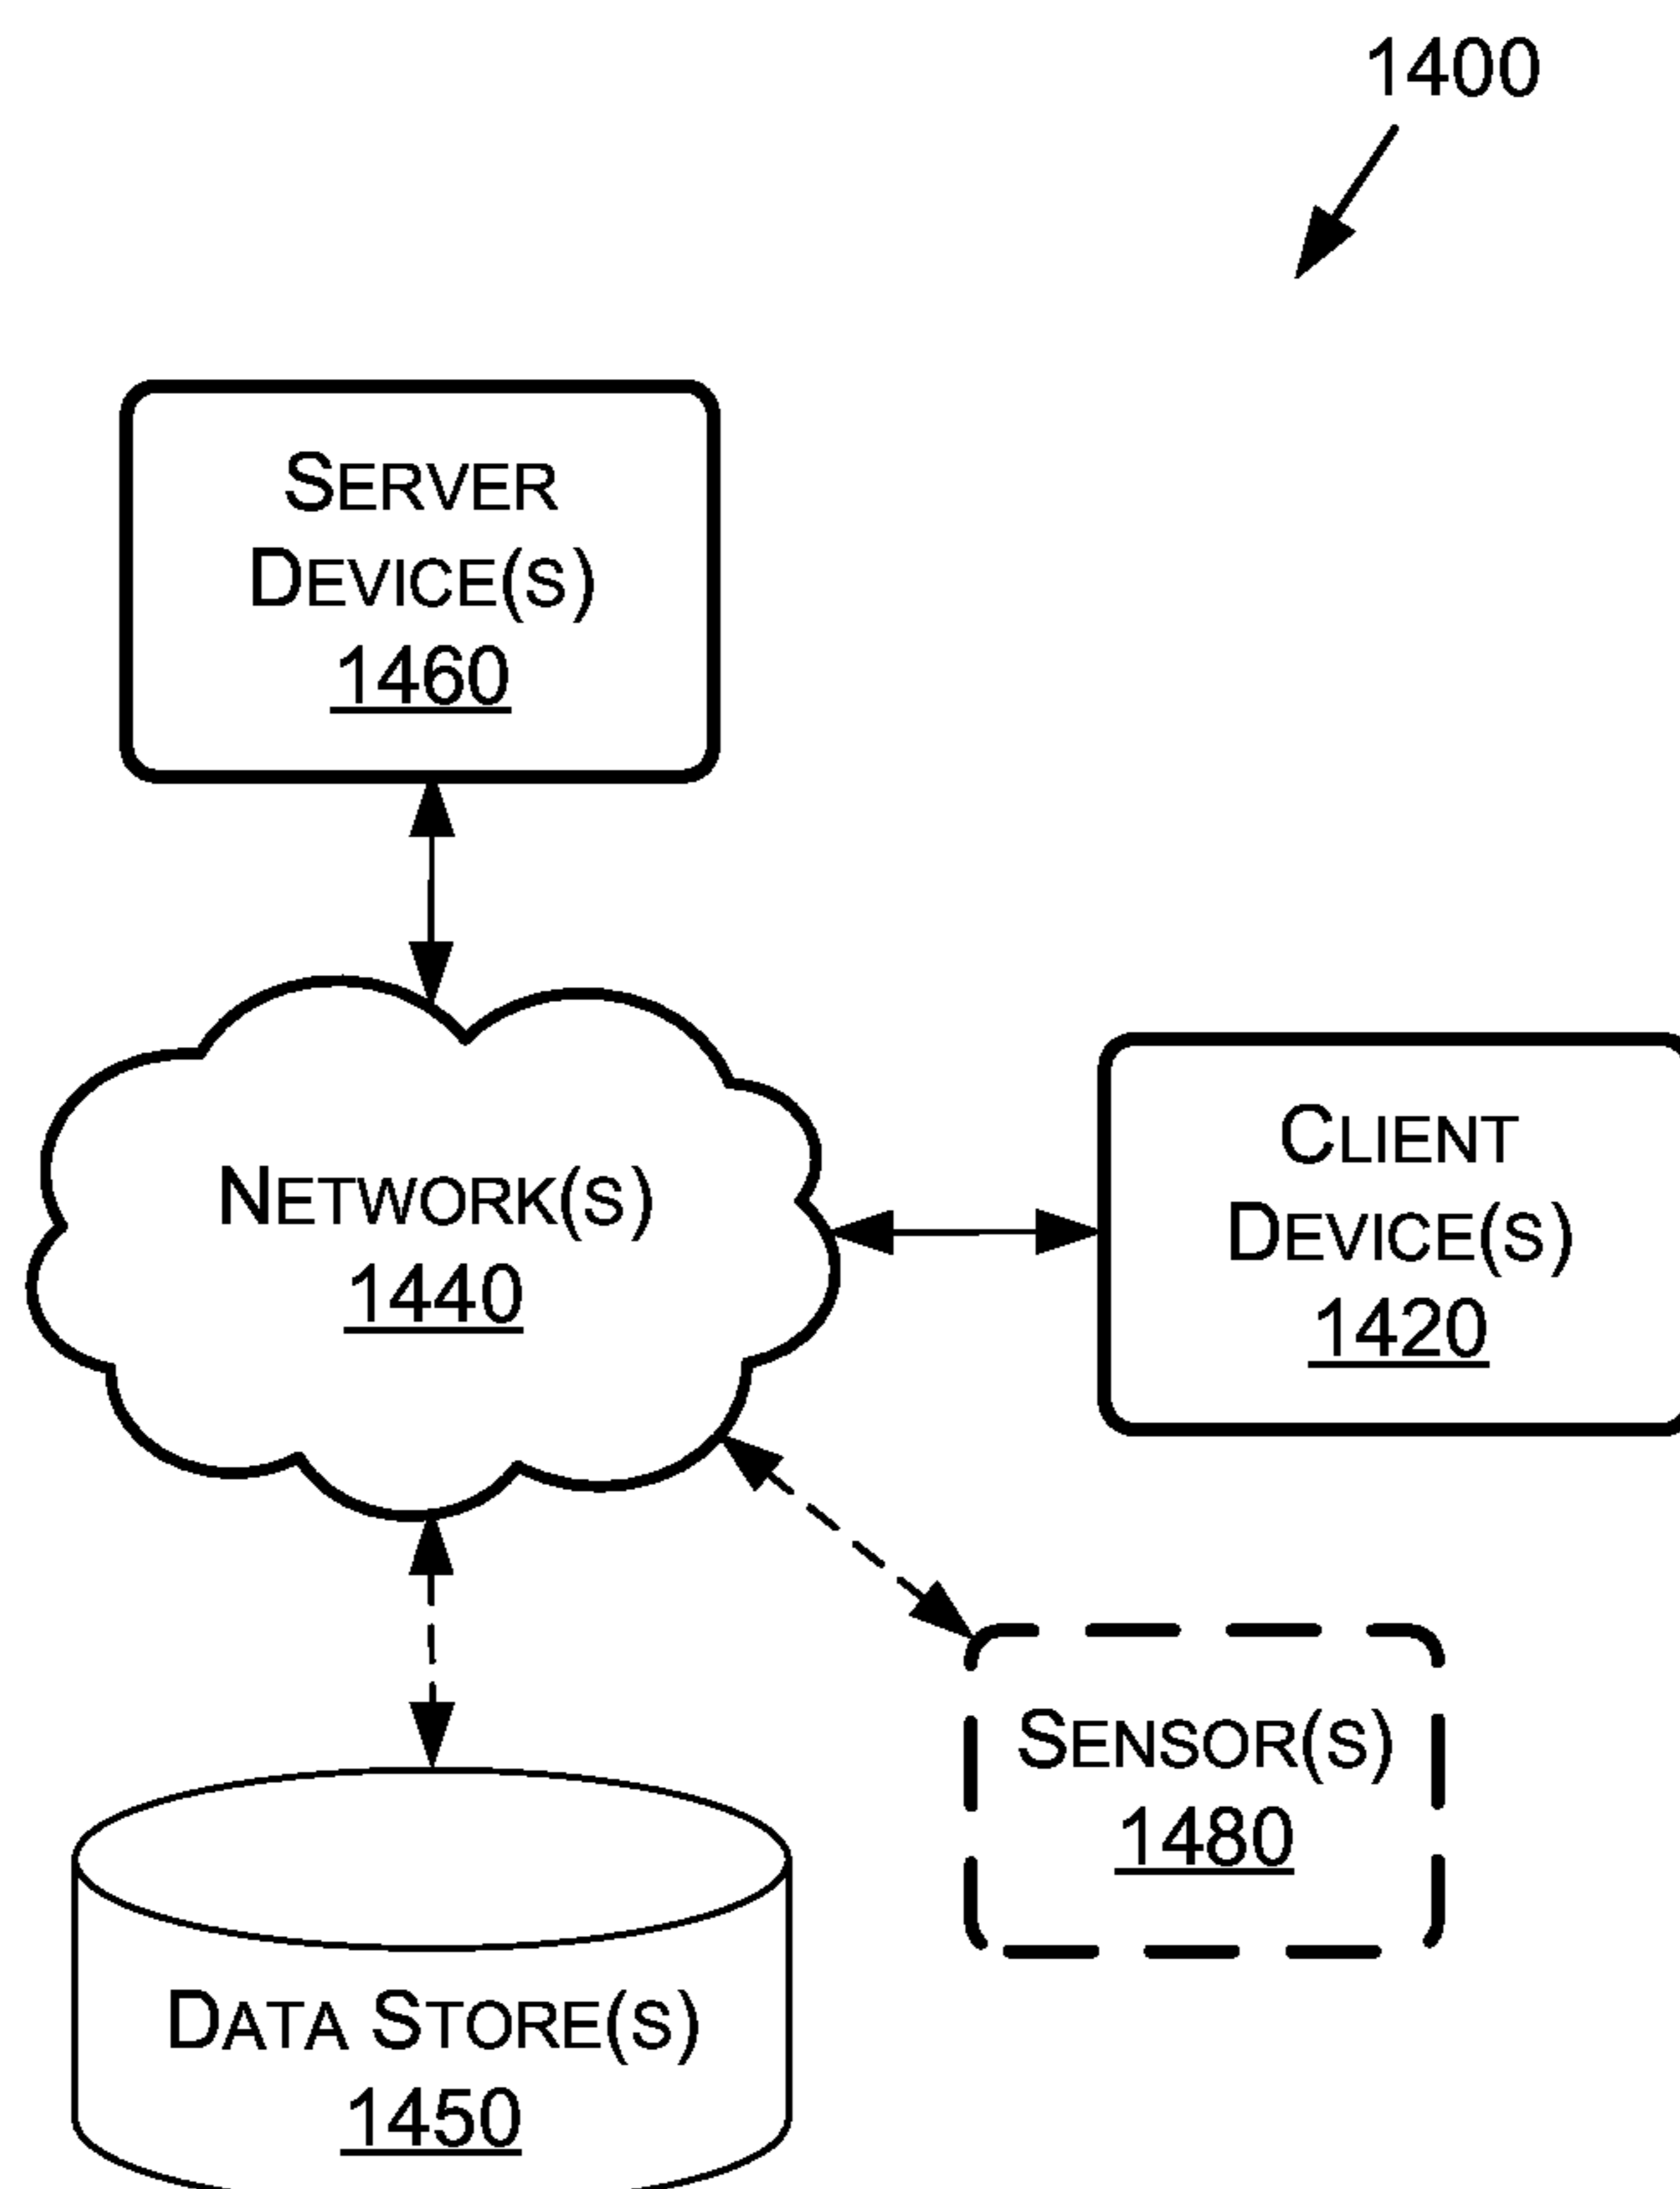 1400
SERVER
DEVICE(S)
1460
NETWORK(S)
1440
CLIENT
DEVICE(S)
1420
SENSOR(S)
1480
DATA STORE(S)
1450